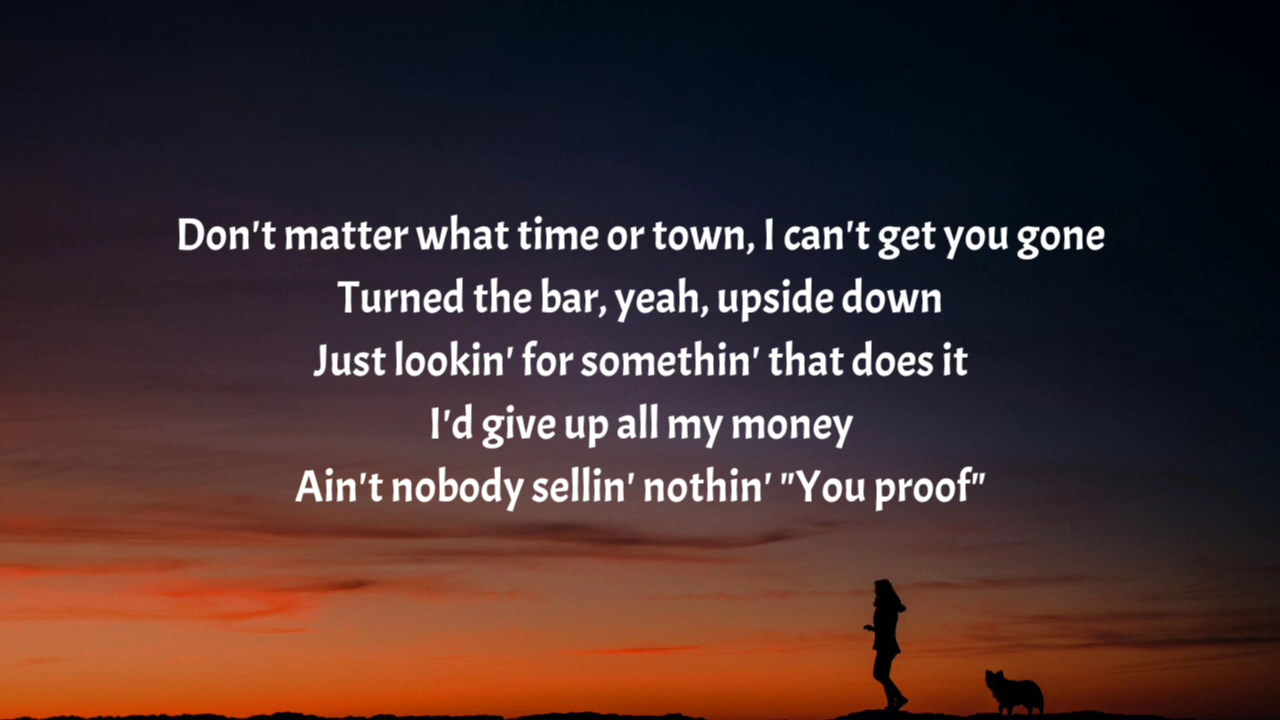 Don't matter what time or town, I can't get you gone
Turned the bar, yeah, upside down
Just lookin' for somethin' that does it
I'd give up all my money
Ain't nobody sellin' nothin' "You proof"